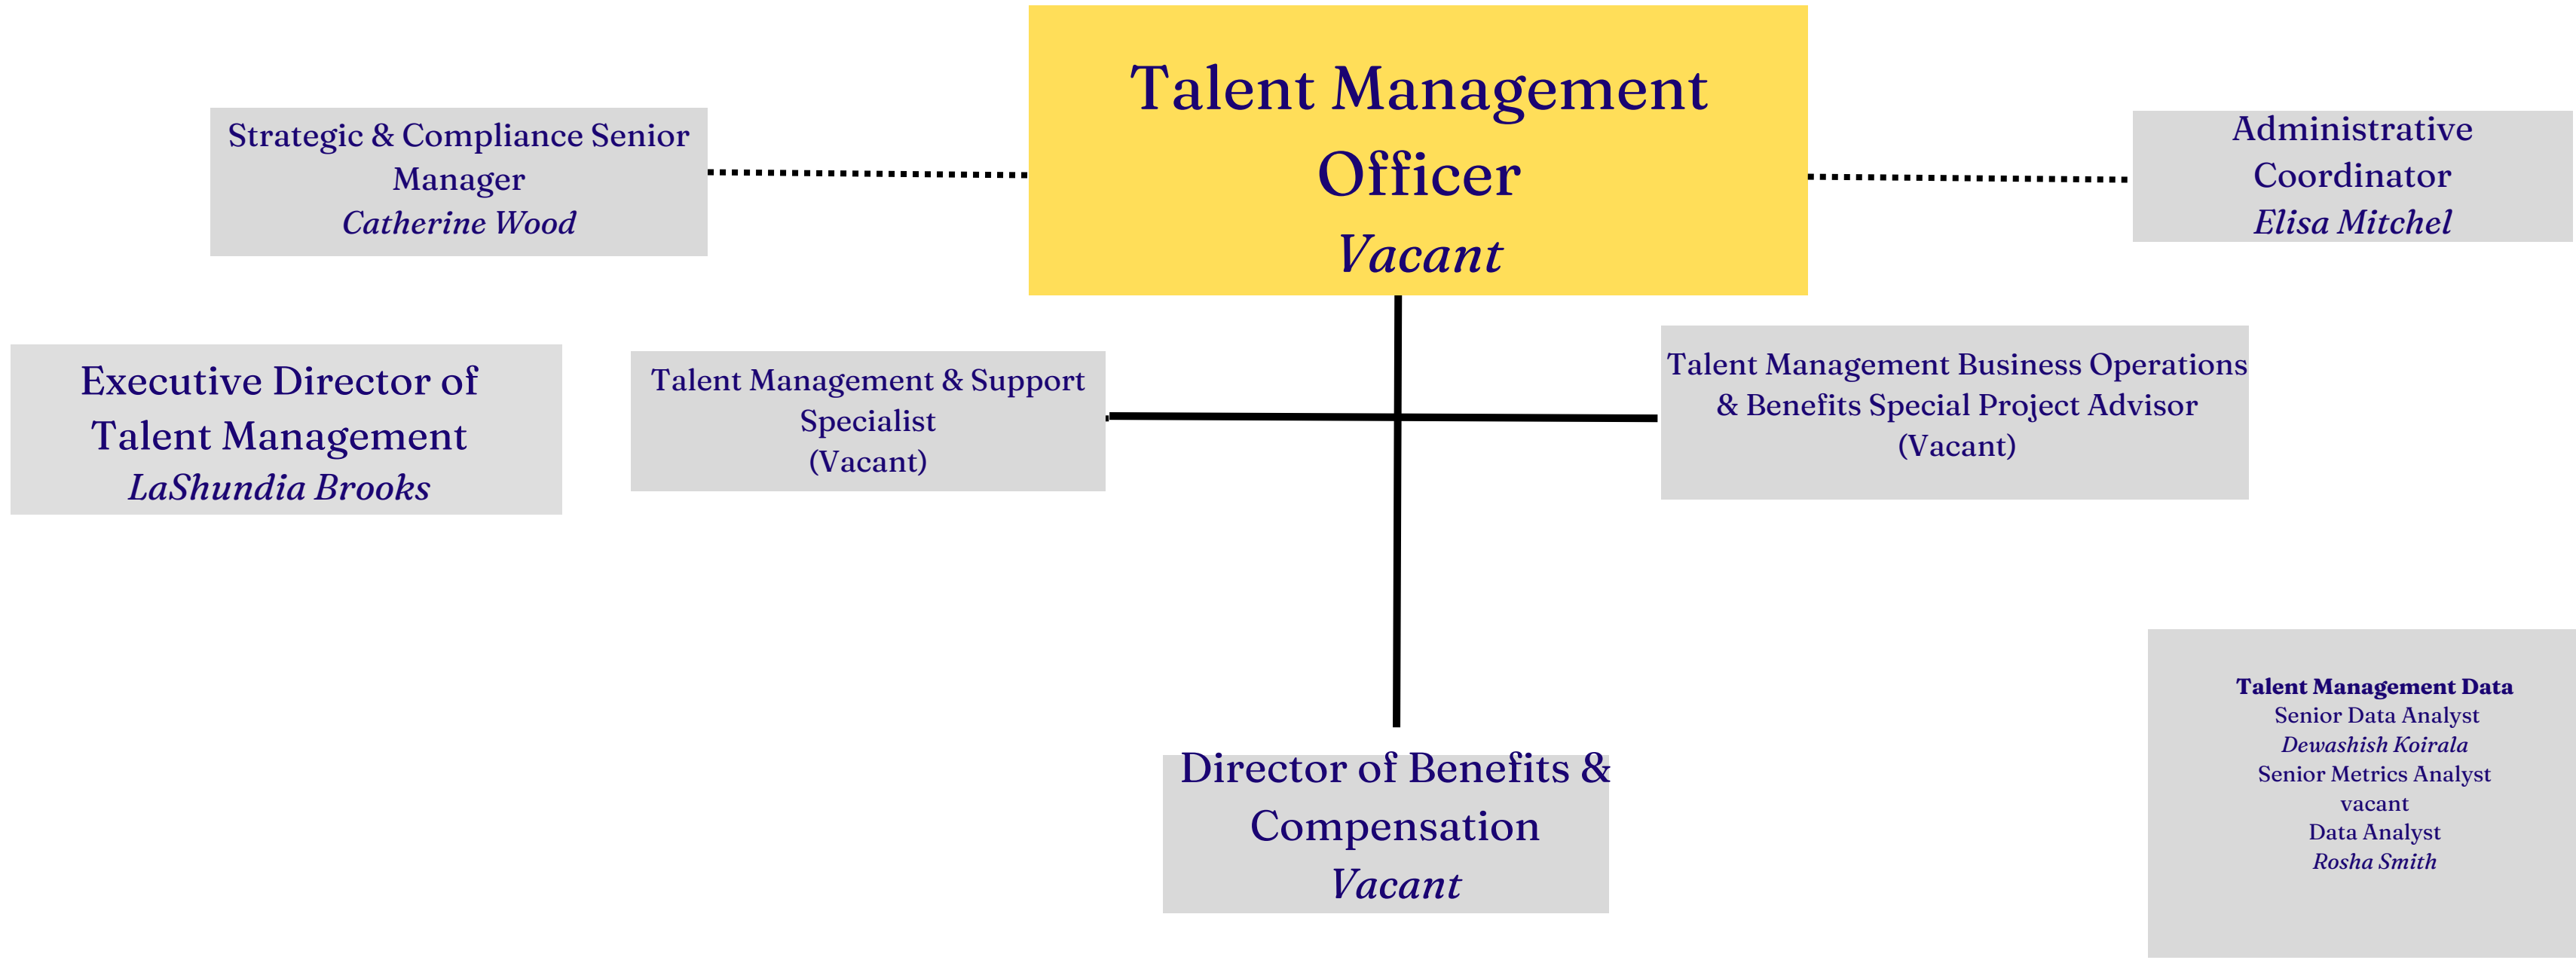 Talent Management
Officer
Vacant
Strategic & Compliance Senior
Manager
Catherine Wood
Administrative
Coordinator
Elisa Mitchel
Executive Director of
Talent Management
LaShundia Brooks
Talent Management & Support
Specialist
(Vacant)
Talent Management Business Operations
& Benefits Special Project Advisor
(Vacant)
Director of Benefits &
Compensation
Vacant
Talent Management Data
Senior Data Analyst
Dewashish Koirala
Senior Metrics Analyst
vacant
Data Analyst
Rosha Smith